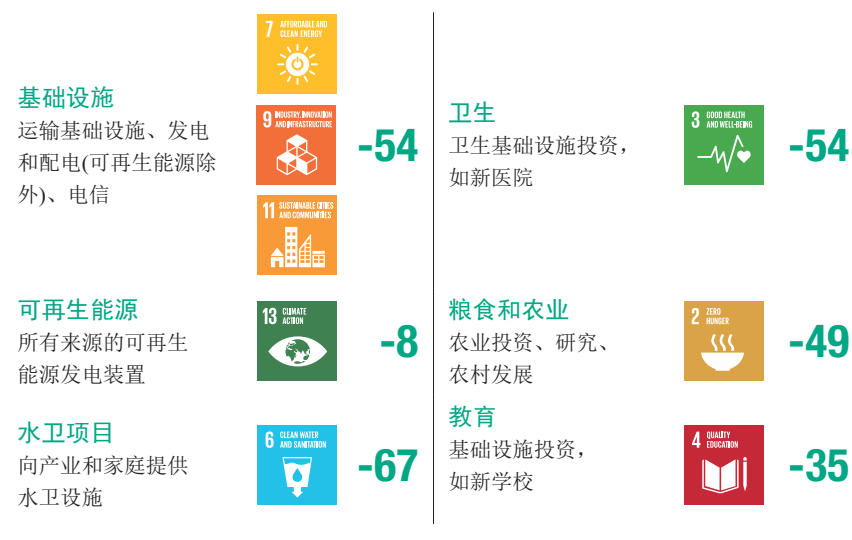 基础设施
运输基础设施、发电
和配电(可再生能源除
外)、电信
7 AFFORDABLE AND
CLEAN ENERGY
9 INDUSTRY, INNOVATION
AND INFRASTRUCTURE
11 SUSTAINABLE CITIES
AND COMMUNITIES
-54
可再生能源
所有来源的可再生
能源发电装置
13 CLIMATE
ACTION
-8
水卫项目
向产业和家庭提供
水卫设施
6 CLEAN WATER
AND SANITATION
-67
卫生
卫生基础设施投资，
如新医院
3 GOOD HEALTH
AND WELL-BEING
-54
粮食和农业
农业投资、研究、
农村发展
2 ZERO
HUNGER
-49
教育
基础设施投资，
如新学校
4 QUALITY
EDUCATION
-35